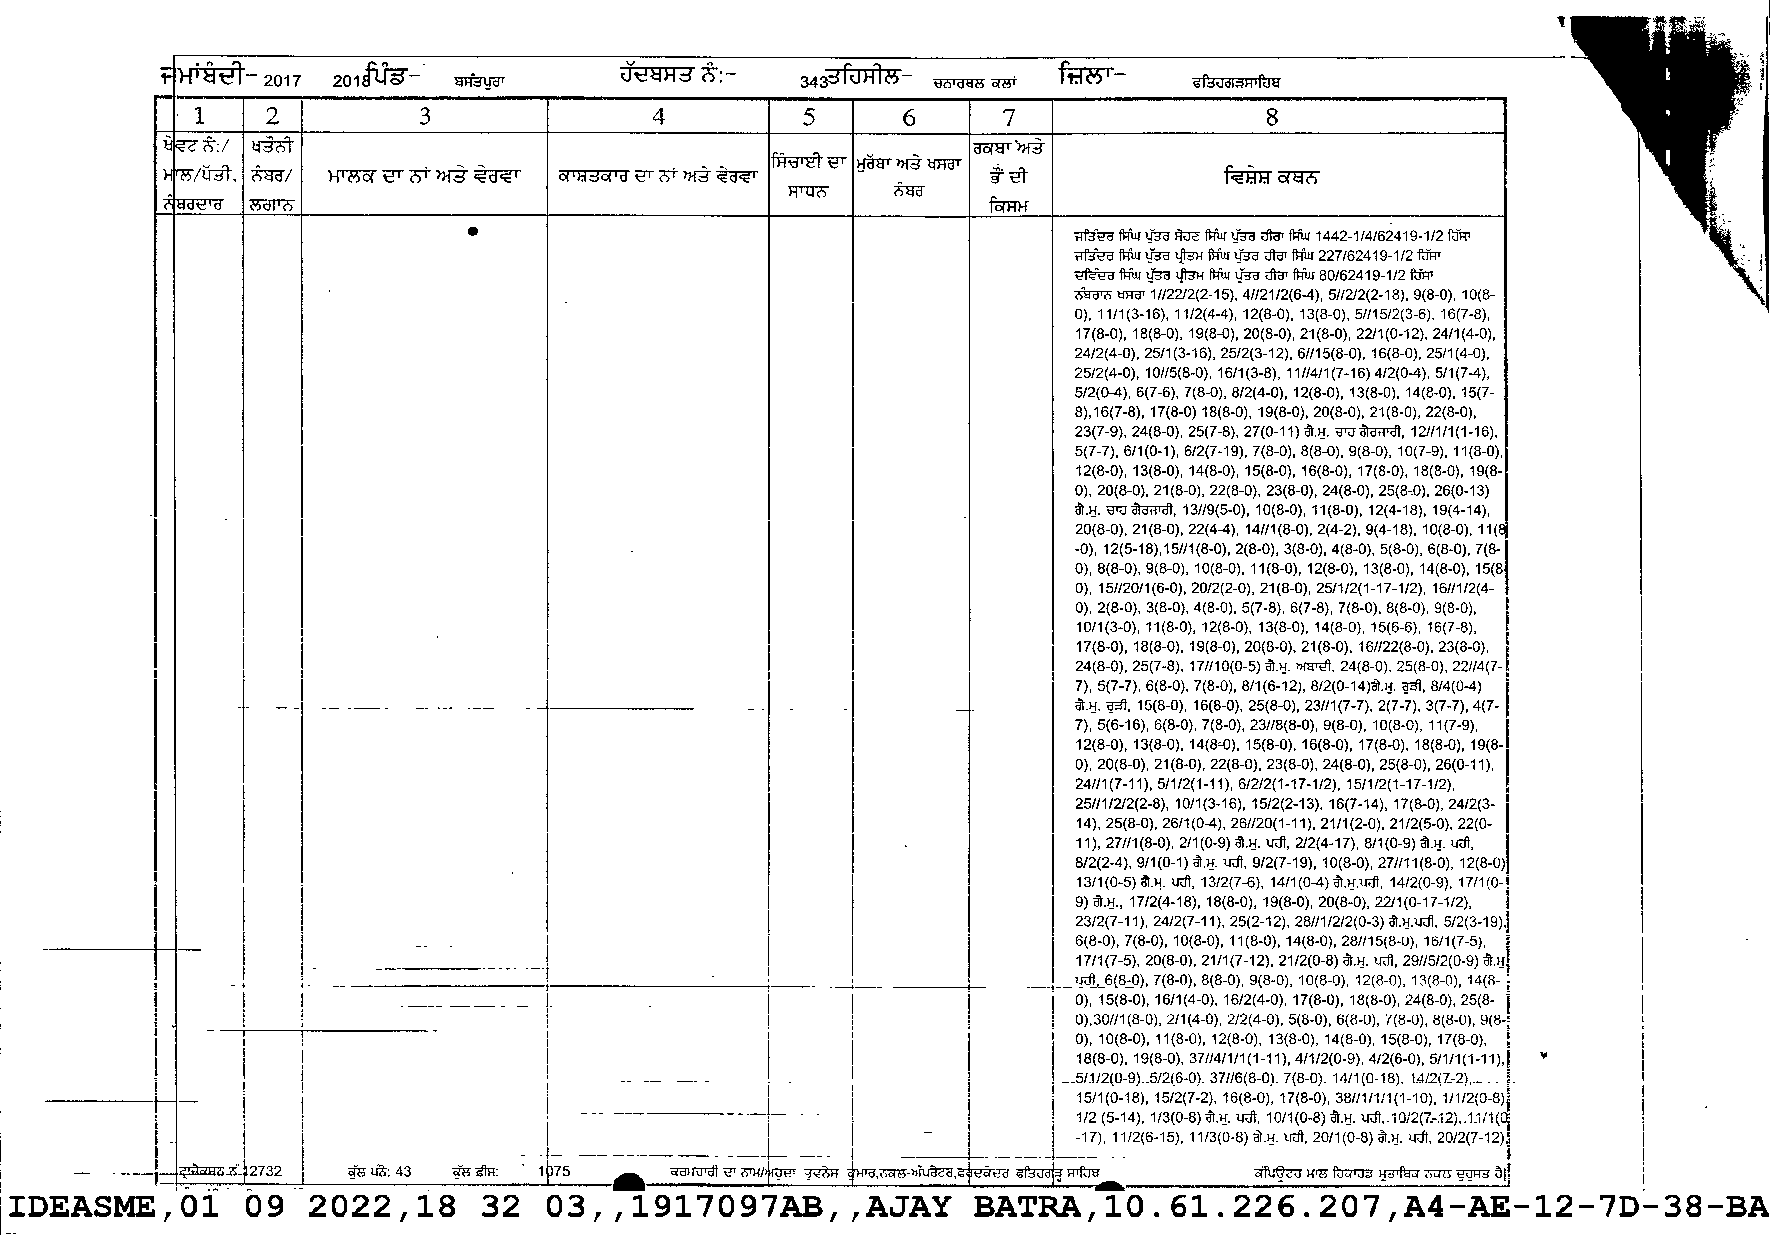 ਜਮਾਂਬੰਦੀ- 2017 2018 ਪਿੰਡ- ਬਸੰਤਪੁਰਾ ਹੱਦਬਸਤ ਨੰ:- 343 ਤਹਿਸੀਲ- ਚਨਾਰਥਲ ਕਲਾਂ ਜ਼ਿਲਾ- ਫਤਿਹਗੜਸਾਹਿਬ
1 2 3 4 5 6 7 8
ਖੇਵਟ ਨੰ:/ ਮਾਲ/ਪੱਤੀ, ਨੰਬਰਦਾਰ
ਖਤੌਨੀ ਨੰਬਰ/ ਲਗਾਨ
ਮਾਲਕ ਦਾ ਨਾਂ ਅਤੇ ਵੇਰਵਾ
ਕਾਸ਼ਤਕਾਰ ਦਾ ਨਾਂ ਅਤੇ ਵੇਰਵਾ
ਸਿੰਚਾਈ ਦਾ ਸਾਧਨ
ਮੁਰੱਬਾ ਅਤੇ ਖਸਰਾ ਨੰਬਰ
ਰਕਬਾ ਅਤੇ ਭੌਂ ਦੀ ਕਿਸਮ
ਵਿਸ਼ੇਸ਼ ਕਥਨ
ਜਤਿੰਦਰ ਸਿੰਘ ਪੁੱਤਰ ਸੋਹਣ ਸਿੰਘ ਪੁੱਤਰ ਹੀਰਾ ਸਿੰਘ 1442-1/4/62419-1/2 ਹਿੱਸਾ
ਜਤਿੰਦਰ ਸਿੰਘ ਪੁੱਤਰ ਪ੍ਰੀਤਮ ਸਿੰਘ ਪੁੱਤਰ ਹੀਰਾ ਸਿੰਘ 227/62419-1/2 ਹਿੱਸਾ
ਦਵਿੰਦਰ ਸਿੰਘ ਪੁੱਤਰ ਪ੍ਰੀਤਮ ਸਿੰਘ ਪੁੱਤਰ ਹੀਰਾ ਸਿੰਘ 80/62419-1/2 ਹਿੱਸਾ
ਨੰਬਰਾਨ ਖਸਰਾ 1//22/2(2-15), 4//21/2(6-4), 5//2/2(2-18), 9(8-0), 10(8-
0), 11/1(3-16), 11/2(4-4), 12(8-0), 13(8-0), 5//15/2(3-6). 16(7-8),
17(8-0), 18(8-0), 19(8-0), 20(8-0), 21(8-0), 22/1(0-12), 24/1(4-0),
24/2(4-0), 25/1(3-16), 25/2(3-12), 6//15(8-0), 16(8-0), 25/1(4-0),
25/2(4-0), 10//5(8-0), 16/1(3-8), 11//4/1(7-16) 4/2(0-4), 5/1(7-4),
5/2(0-4), 6(7-6), 7(8-0), 8/2(4-0), 12(8-0), 13(8-0), 14(8-0), 15(7-
8),16(7-8), 17(8-0) 18(8-0), 19(8-0), 20(8-0), 21(8-0), 22(8-0),
23(7-9), 24(8-0), 25(7-8), 27(0-11) ਗੈ.ਮੁ. ਚਾਹ ਗੈਰਜਾਰੀ, 12//1/1(1-16),
5(7-7), 6/1(0-1), 6/2(7-19), 7(8-0), 8(8-0), 9(8-0), 10(7-9), 11(8-0),
12(8-0), 13(8-0), 14(8-0), 15(8-0), 16(8-0), 17(8-0), 18(8-0), 19(8-
0), 20(8-0), 21(8-0), 22(8-0), 23(8-0), 24(8-0), 25(8-0), 26(0-13)
ਗੈ.ਮੁ. ਚਾਹ ਗੈਰਜਾਰੀ, 13//9(5-0), 10(8-0), 11(8-0), 12(4-18), 19(4-14),
20(8-0), 21(8-0), 22(4-4), 14//1(8-0), 2(4-2), 9(4-18), 10(8-0), 11(8
-0), 12(5-18),15//1(8-0), 2(8-0), 3(8-0), 4(8-0), 5(8-0), 6(8-0), 7(8-
0), 8(8-0), 9(8-0), 10(8-0), 11(8-0), 12(8-0), 13(8-0), 14(8-0), 15(8-
0), 15//20/1(6-0), 20/2(2-0), 21(8-0), 25/1/2(1-17-1/2), 16//1/2(4-
0), 2(8-0), 3(8-0), 4(8-0), 5(7-8), 6(7-8), 7(8-0), 8(8-0), 9(8-0),
10/1(3-0), 11(8-0), 12(8-0), 13(8-0), 14(8-0), 15(6-6), 16(7-8),
17(8-0), 18(8-0), 19(8-0), 20(8-0), 21(8-0), 16//22(8-0), 23(8-0),
24(8-0), 25(7-8), 17//10(0-5) ਗੈ.ਮੁ. ਅਬਾਦੀ, 24(8-0), 25(8-0), 22//4(7-
7), 5(7-7), 6(8-0), 7(8-0), 8/1(6-12), 8/2(0-14)ਗੈ.ਮੁ. ਰੂੜੀ, 8/4(0-4)
ਗੈ.ਮੁ. ਰੂੜੀ, 15(8-0), 16(8-0), 25(8-0), 23//1(7-7), 2(7-7), 3(7-7), 4(7-
7), 5(6-16), 6(8-0), 7(8-0), 23//8(8-0), 9(8-0), 10(8-0), 11(7-9),
12(8-0), 13(8-0), 14(8-0), 15(8-0), 16(8-0), 17(8-0), 18(8-0), 19(8-
0), 20(8-0), 21(8-0), 22(8-0), 23(8-0), 24(8-0), 25(8-0), 26(0-11),
24//1(7-11), 5/1/2(1-11), 6/2/2(1-17-1/2), 15/1/2(1-17-1/2),
25//1/2/2(2-8), 10/1(3-16), 15/2(2-13), 16(7-14), 17(8-0), 24/2(3-
14), 25(8-0), 26/1(0-4), 26//20(1-11), 21/1(2-0), 21/2(5-0), 22(0-
11), 27//1(8-0), 2/1(0-9) ਗੈ.ਮੁ. ਪਹੀ, 2/2(4-17), 8/1(0-9) ਗੈ.ਮੁ. ਪਹੀ,
8/2(2-4), 9/1(0-1) ਗੈ.ਮੁ. ਪਹੀ, 9/2(7-19), 10(8-0), 27//11(8-0), 12(8-0)
13/1(0-5) ਗੈ.ਮੁ. ਪਹੀ, 13/2(7-6), 14/1(0-4) ਗੈ.ਮੁ.ਪਹੀ, 14/2(0-9), 17/1(0-
9) ਗੈ.ਮੁ., 17/2(4-18), 18(8-0), 19(8-0), 20(8-0), 22/1(0-17-1/2),
23/2(7-11), 24/2(7-11), 25(2-12), 28//1/2/2(0-3) ਗੈ.ਮੁ.ਪਹੀ, 5/2(3-19),
6(8-0), 7(8-0), 10(8-0), 11(8-0), 14(8-0), 28//15(8-0), 16/1(7-5),
17/1(7-5), 20(8-0), 21/1(7-12), 21/2(0-8) ਗੈ.ਮੁ. ਪਹੀ, 29//5/2(0-9) ਗੈ.ਮੁ
ਪਹੀ, 6(8-0), 7(8-0), 8(8-0), 9(8-0), 10(8-0), 12(8-0), 13(8-0), 14(8-
0), 15(8-0), 16/1(4-0), 16/2(4-0), 17(8-0), 18(8-0), 24(8-0), 25(8-
0),30//1(8-0), 2/1(4-0), 2/2(4-0), 5(8-0), 6(8-0), 7(8-0), 8(8-0), 9(8-
0), 10(8-0), 11(8-0), 12(8-0), 13(8-0), 14(8-0), 15(8-0), 17(8-0),
18(8-0), 19(8-0), 37//4/1/1(1-11), 4/1/2(0-9), 4/2(6-0), 5/1/1(1-11),
5/1/2(0-9), 5/2(6-0). 37//6(8-0). 7(8-0). 14/1(0-18), 14/2(7-2),
15/1(0-18), 15/2(7-2), 16(8-0), 17(8-0), 38//1/1/1(1-10), 1/1/2(0-8)
1/2 (5-14), 1/3(0-8) ਗੈ.ਮੁ. ਪਹੀ, 10/1(0-8) ਗੈ.ਮੁ. ਪਹੀ, 10/2(7-12), 11/1(0
-17), 11/2(6-15), 11/3(0-8) ਗੈ.ਮੁ. ਪਹੀ, 20/1(0-8) ਗੈ.ਮੁ. ਪਹੀ, 20/2(7-12)
ਟ੍ਰਾਂਜੈਕਸ਼ਨ ਨੰ 12732 ਕੁੱਲ ਪੰਨੇ: 43 ਕੁੱਲ ਫ਼ੀਸ: 1075 ਕਰਮਚਾਰੀ ਦਾ ਨਾਮ/ਅਹੁਦਾ ਭੁਵਨੇਸ਼ ਕੁਮਾਰ,ਨਕਲ-ਅੱਪਰੇਟਰ,ਫਰਦਕੇਂਦਰ ਫਤਿਹਗੜ੍ਹ ਸਾਹਿਬ ਕੰਪਿਊਟਰ ਮਾਲ ਰਿਕਾਰਡ ਮੁਤਾਬਿਕ ਨਕਲ ਦੁਰੁਸਤ ਹੈ
IDEASME,01 09 2022,18 32 03,,1917097AB,,AJAY BATRA,10.61.226.207,A4-AE-12-7D-38-BA